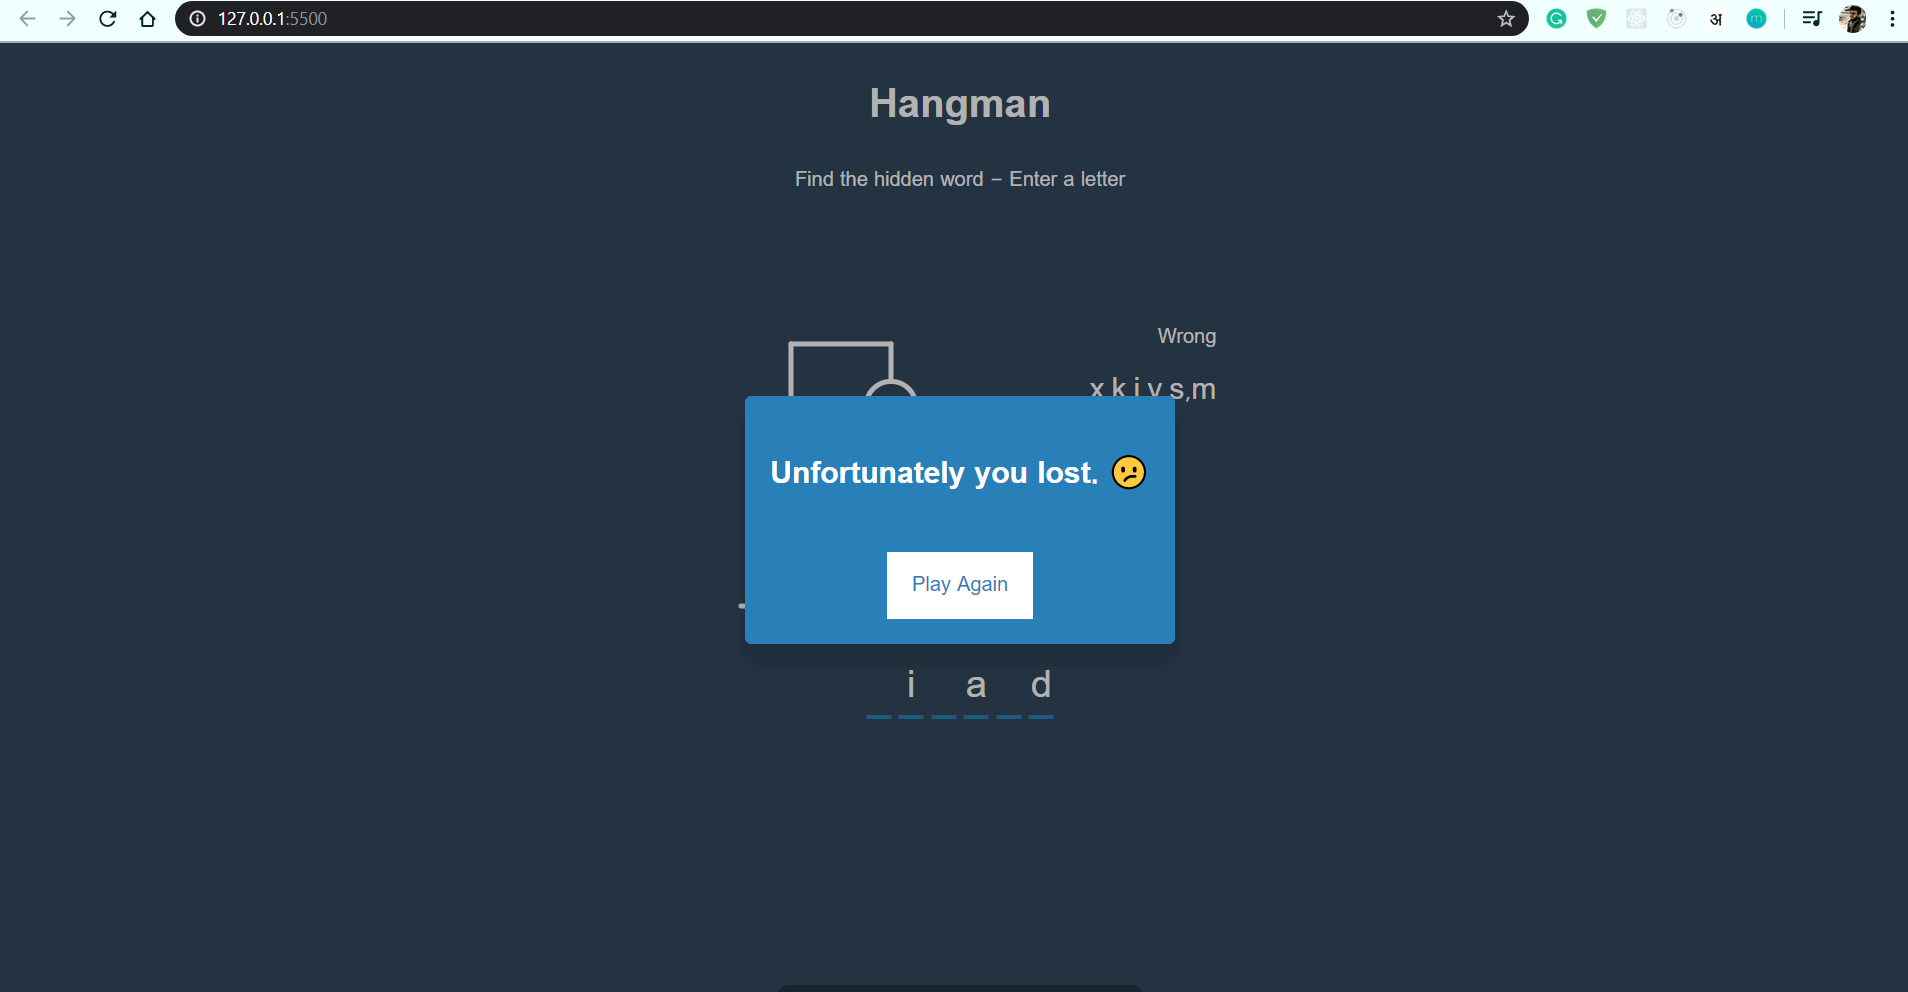 127.0.0.1:5500
अ
m
Hangman
Find the hidden word – Enter a letter
Wrong
s,m
Unfortunately you lost. 😕
Play Again
i a d